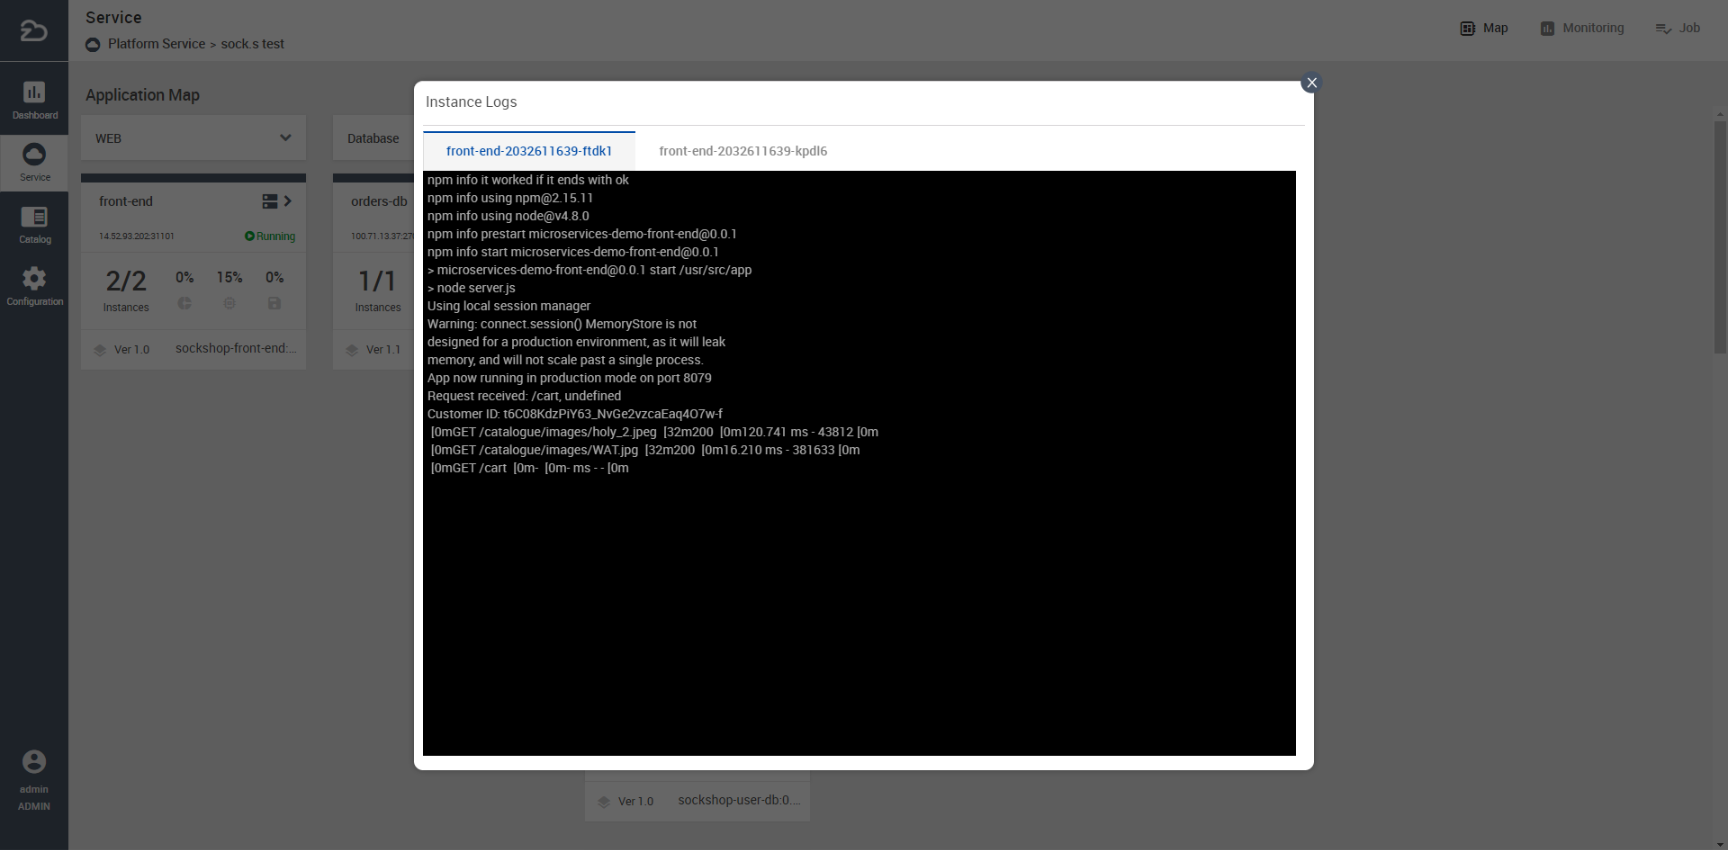 Service
Platform Service > sock.s test
Map
Monitoring
Job
Dashboard
Service
Catalog
Configuration
admin
ADMIN
Application Map
WEB
Database
front-end
14.52.93.202:31101
Running
2/2
Instances
0%
15%
0%
Ver 1.0
sockshop-front-end:...
orders-db
100.71.13.37:27
1/1
Instances
Ver 1.1
Instance Logs
front-end-2032611639-ftdk1
front-end-2032611639-kpdl6
npm info it worked if it ends with ok
npm info using npm@2.15.11
npm info using node@v4.8.0
npm info prestart microservices-demo-front-end@0.0.1
npm info start microservices-demo-front-end@0.0.1
> microservices-demo-front-end@0.0.1 start /usr/src/app
> node server.js
Using local session manager
Warning: connect.session() MemoryStore is not
designed for a production environment, as it will leak
memory, and will not scale past a single process.
App now running in production mode on port 8079
Request received: /cart, undefined
Customer ID: t6C08KdzPiY63_NvGe2vzcaEaq4O7w-f
[0mGET /catalogue/images/holy_2.jpeg [32m200 [0m120.741 ms - 43812 [0m
[0mGET /catalogue/images/WAT.jpg [32m200 [0m16.210 ms - 381633 [0m
[0mGET /cart [0m- [0m- ms - - [0m
Ver 1.0
sockshop-user-db:0...